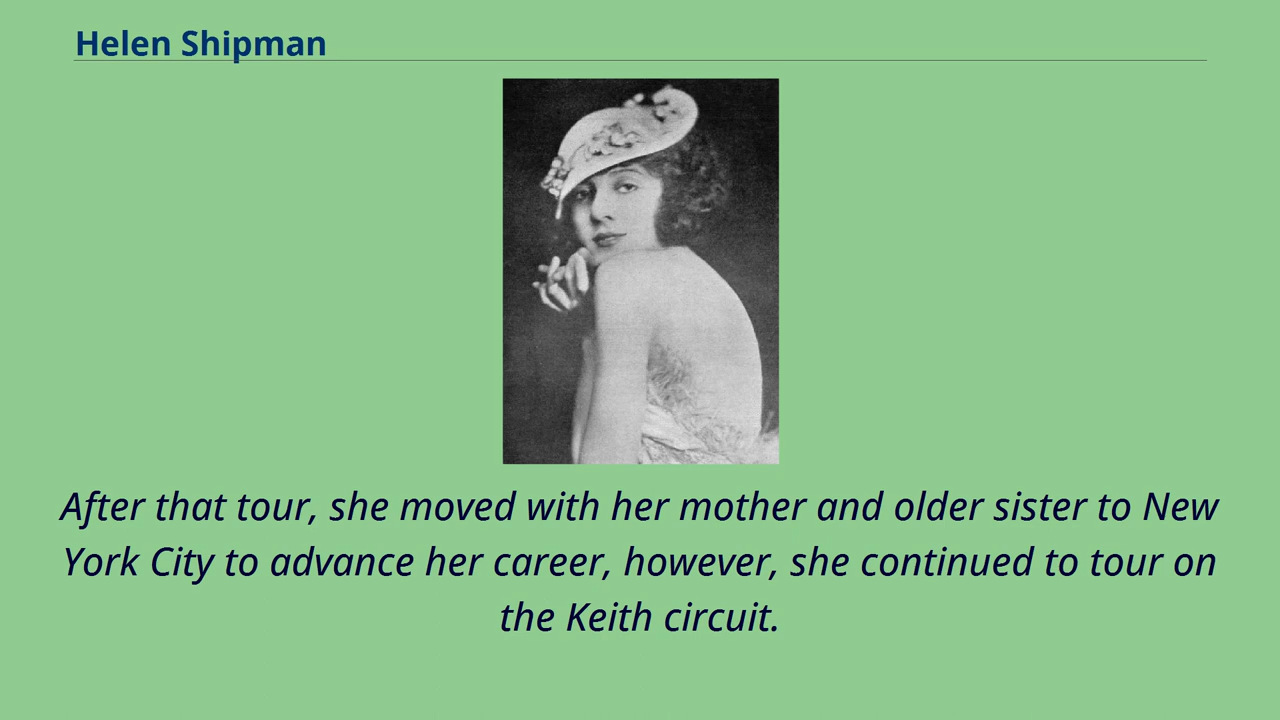 Helen Shipman
After that tour, she moved with her mother and older sister to New
York City to advance her career, however, she continued to tour on
the Keith circuit.